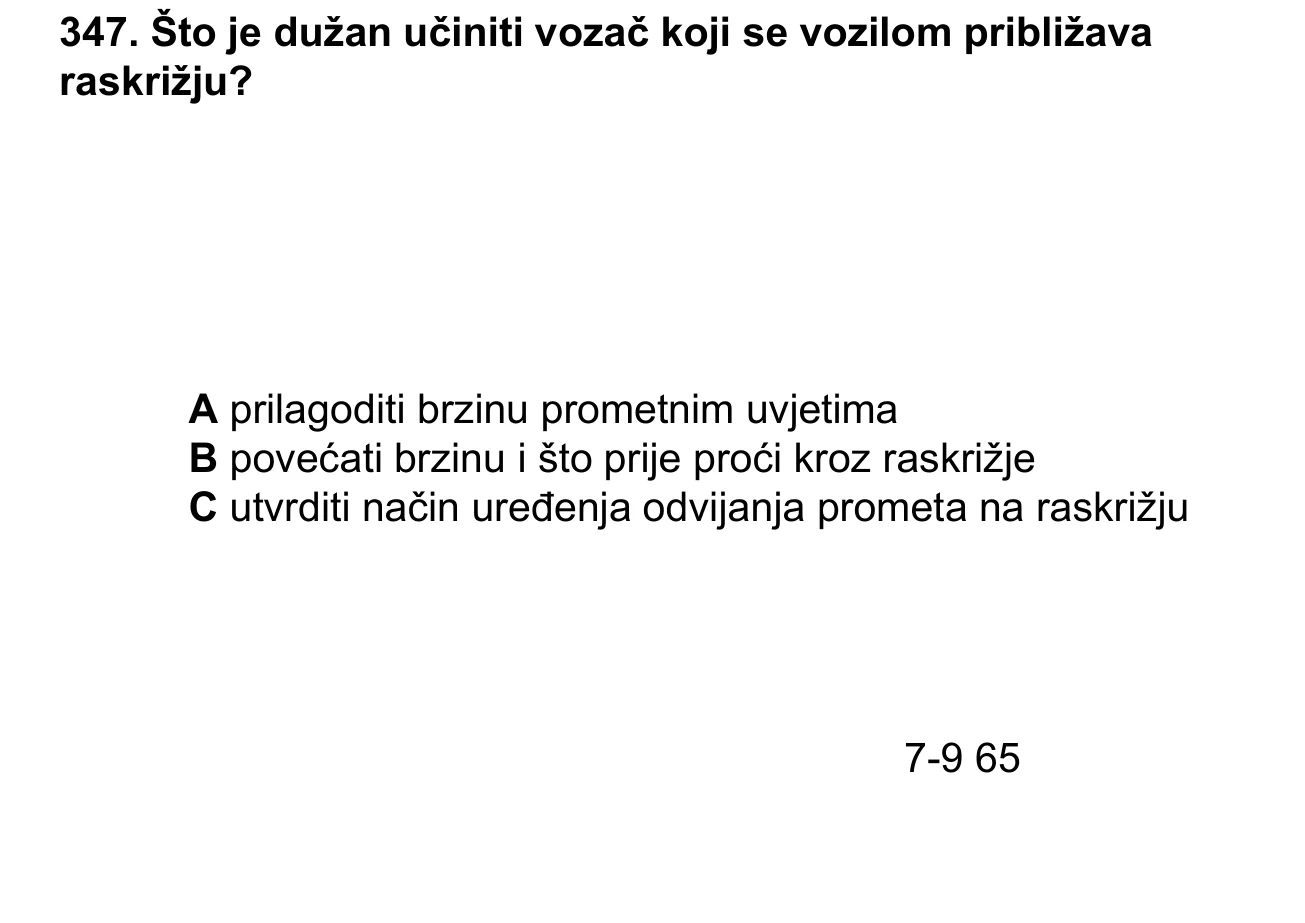 347. Što je dužan učiniti vozač koji se vozilom približava
raskrižju?
A prilagoditi brzinu prometnim uvjetima
B povećati brzinu i što prije proći kroz raskrižje
C utvrditi način uređenja odvijanja prometa na raskrižju
7-9 65